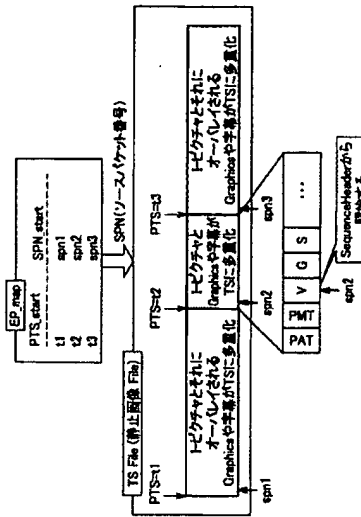 EP_map
PTS_start SPN_start
t1 spn1
t2 spn2
t3 spn3
SPN(ソースパケット番号)
TS File (静止画像 File)
PTS=t1
PTS=t2
PTS=t3
I-ピクチャとそれに
オーバレイされる
Graphicsや字幕がTSに多重化
I-ピクチャと
Graphicsや字幕が
TSに多重化
I-ピクチャとそれに
オーバレイされる
Graphicsや字幕がTSに多重化
spn1
spn2
spn3
PAT PMT V G S ...
spn2
SequenceHeaderから
開始する